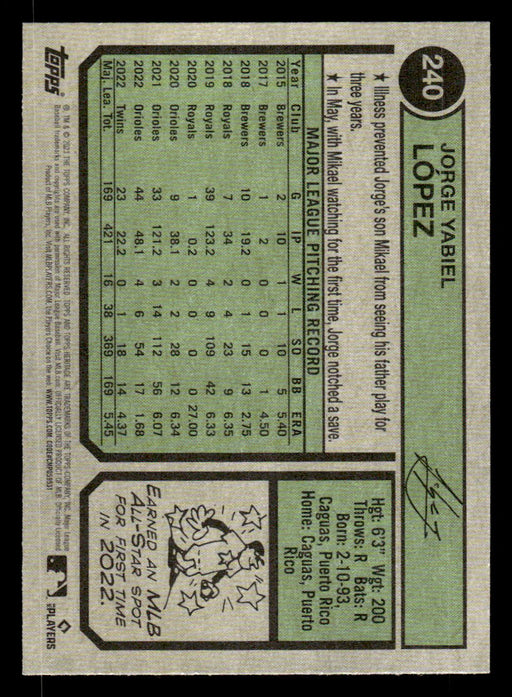 240
JORGE YABIEL
LÓPEZ
Hgt: 6'3" Wgt: 200
Throws: R Bats: R
Born: 2-10-93,
Caguas, Puerto Rico
Home: Caguas, Puerto
Rico
★ Illness prevented Jorge's son Mikael from seeing his father play for
three years.
★ In May, with Mikael watching for the first time, Jorge notched a save.
MAJOR LEAGUE PITCHING RECORD
Year Club G IP W L SO BB ERA
2015 Brewers 2 10 1 1 10 5 5.40
2017 Brewers 1 2 0 0 0 1 4.50
2018 Brewers 10 19.2 0 1 15 13 2.75
2018 Royals 7 34 2 4 23 9 6.35
2019 Royals 39 123.2 4 9 109 42 6.33
2020 Royals 1 0.2 0 0 0 0 27.00
2020 Orioles 9 38.1 2 2 28 12 6.34
2021 Orioles 33 121.2 3 14 112 56 6.07
2022 Orioles 44 48.1 4 6 54 17 1.68
2022 Twins 23 22.2 0 1 18 14 4.37
Maj. Lea. Tot. 169 421 16 38 369 169 5.45
EARNED AN MLB
ALL-STAR SPOT
FOR FIRST TIME
IN 2022.
topps
PLAYERS